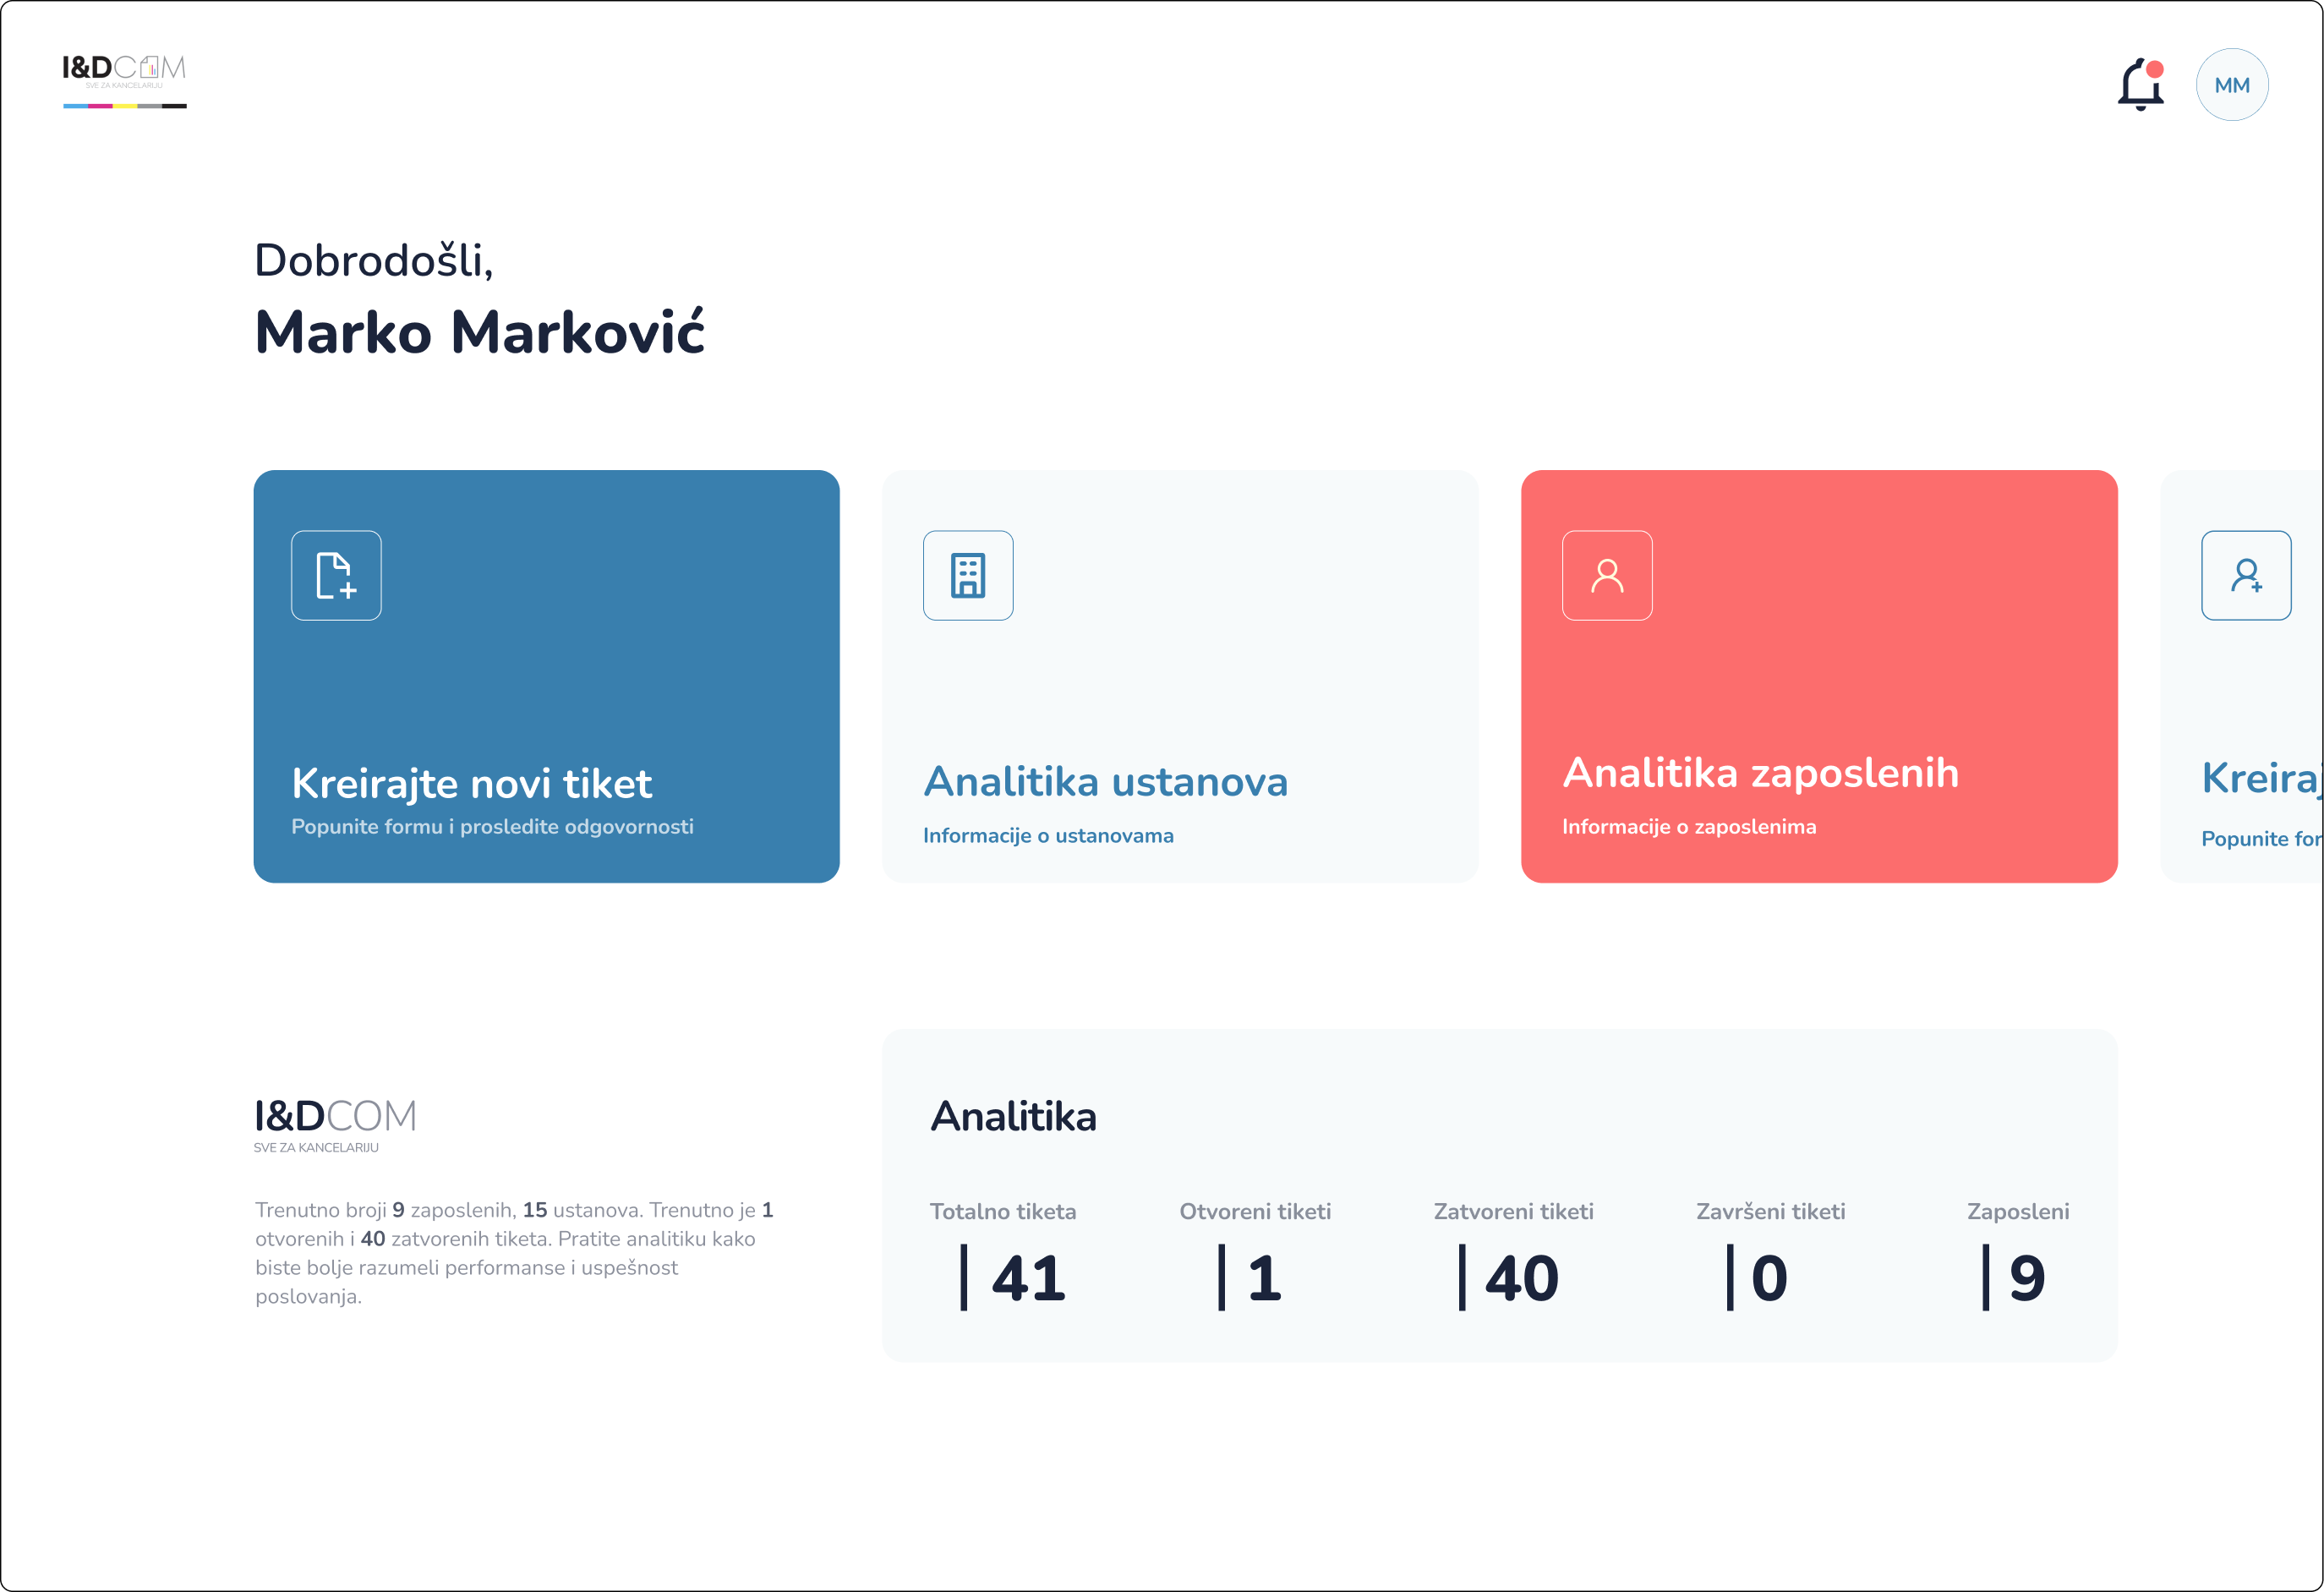 I&DCOM
SVE ZA KANCELARIJU
MM
Dobrodošli,
Marko Marković
Kreirajte novi tiket
Popunite formu i prosledite odgovornosti
Analitika ustanova
Informacije o ustanovama
Analitika zaposlenih
Informacije o zaposlenima
Kreiraj
Popunite for
I&DCOM
SVE ZA KANCELARIJU
Trenutno broji 9 zaposlenih, 15 ustanova. Trenutno je 1
otvorenih i 40 zatvorenih tiketa. Pratite analitiku kako
biste bolje razumeli performanse i uspešnost
poslovanja.
Analitika
Totalno tiketa Otvoreni tiketi Zatvoreni tiketi Završeni tiketi Zaposleni
41 1 40 0 9